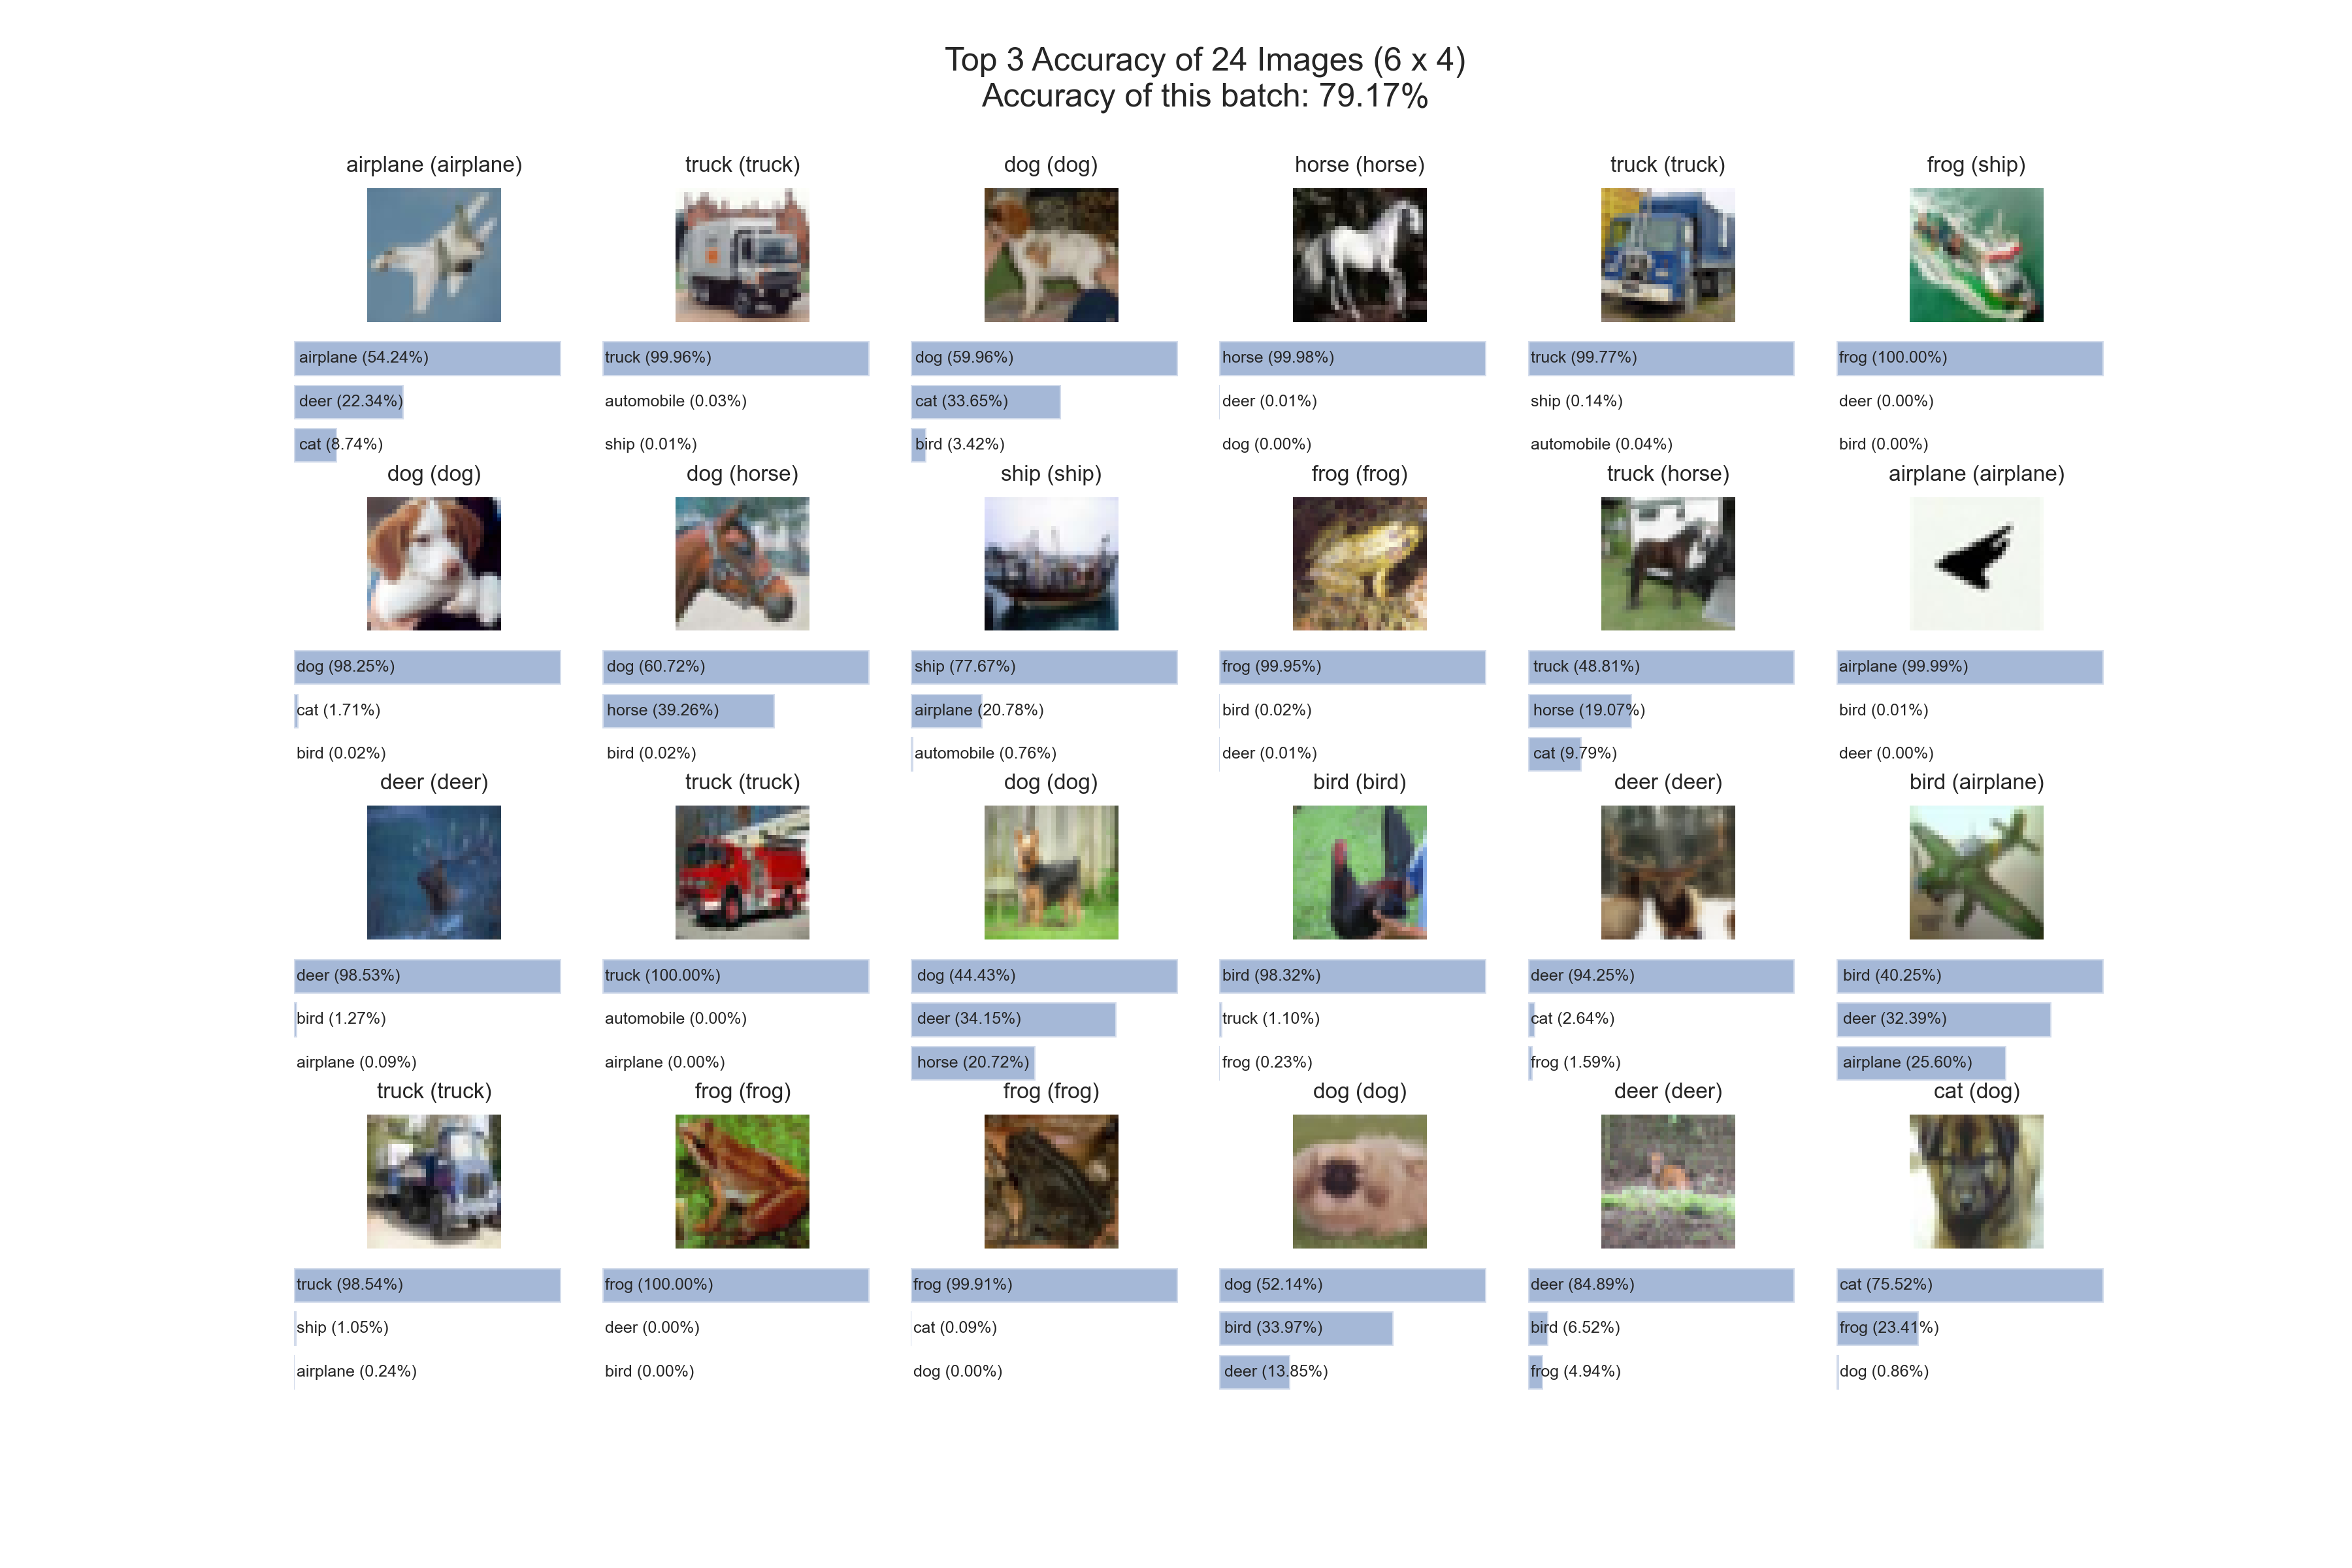 Top 3 Accuracy of 24 Images (6 x 4)
Accuracy of this batch: 79.17%
airplane (airplane)
airplane (54.24%)
deer (22.34%)
cat (8.74%)
truck (truck)
truck (99.96%)
automobile (0.03%)
ship (0.01%)
dog (dog)
dog (59.96%)
cat (33.65%)
bird (3.42%)
horse (horse)
horse (99.98%)
deer (0.01%)
dog (0.00%)
truck (truck)
truck (99.77%)
ship (0.14%)
automobile (0.04%)
frog (ship)
frog (100.00%)
deer (0.00%)
bird (0.00%)
dog (dog)
dog (98.25%)
cat (1.71%)
bird (0.02%)
dog (horse)
dog (60.72%)
horse (39.26%)
bird (0.02%)
ship (ship)
ship (77.67%)
airplane (20.78%)
automobile (0.76%)
frog (frog)
frog (99.95%)
bird (0.02%)
deer (0.01%)
truck (horse)
truck (48.81%)
horse (19.07%)
cat (9.79%)
airplane (airplane)
airplane (99.99%)
bird (0.01%)
deer (0.00%)
deer (deer)
deer (98.53%)
bird (1.27%)
airplane (0.09%)
truck (truck)
truck (100.00%)
automobile (0.00%)
airplane (0.00%)
dog (dog)
dog (44.43%)
deer (34.15%)
horse (20.72%)
bird (bird)
bird (98.32%)
truck (1.10%)
frog (0.23%)
deer (deer)
deer (94.25%)
cat (2.64%)
frog (1.59%)
bird (airplane)
bird (40.25%)
deer (32.39%)
airplane (25.60%)
truck (truck)
truck (98.54%)
ship (1.05%)
airplane (0.24%)
frog (frog)
frog (100.00%)
deer (0.00%)
bird (0.00%)
frog (frog)
frog (99.91%)
cat (0.09%)
dog (0.00%)
dog (dog)
dog (52.14%)
bird (33.97%)
deer (13.85%)
deer (deer)
deer (84.89%)
bird (6.52%)
frog (4.94%)
cat (dog)
cat (75.52%)
frog (23.41%)
dog (0.86%)